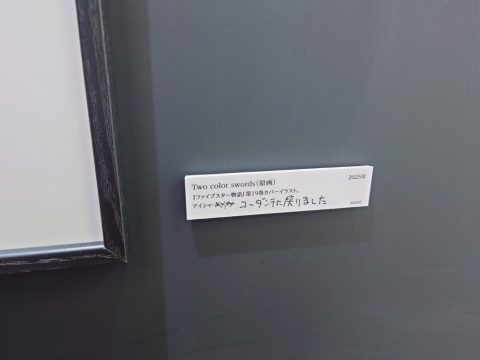 Two color swords(原画)
2025年
『ファイブスター物語』第19巻カバーイラスト。
アイシャ・ コーダンテに戻りました